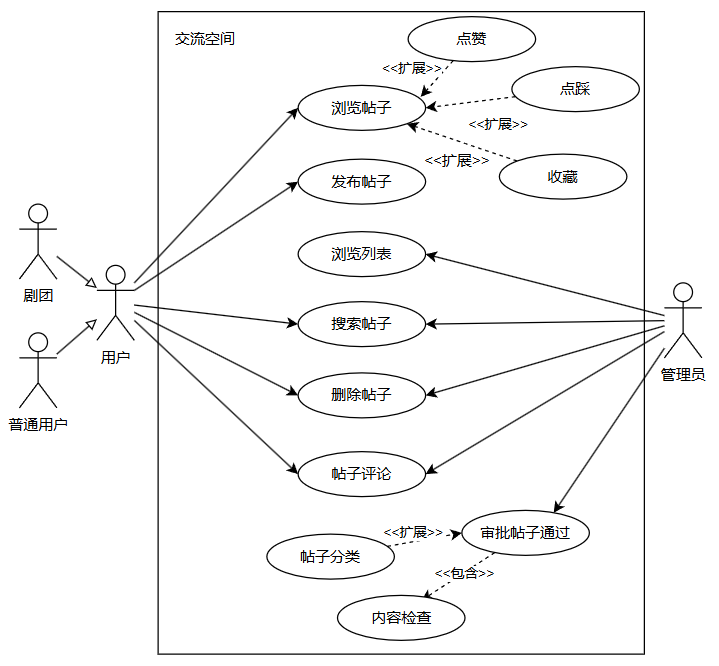 交流空间
点赞
<<扩展>>
点踩
浏览帖子
<<扩展>>
<<扩展>>
收藏
发布帖子
浏览列表
剧团
搜索帖子
用户
管理员
删除帖子
普通用户
帖子评论
<<扩展>>
审批帖子通过
帖子分类
<<包含>>
内容检查